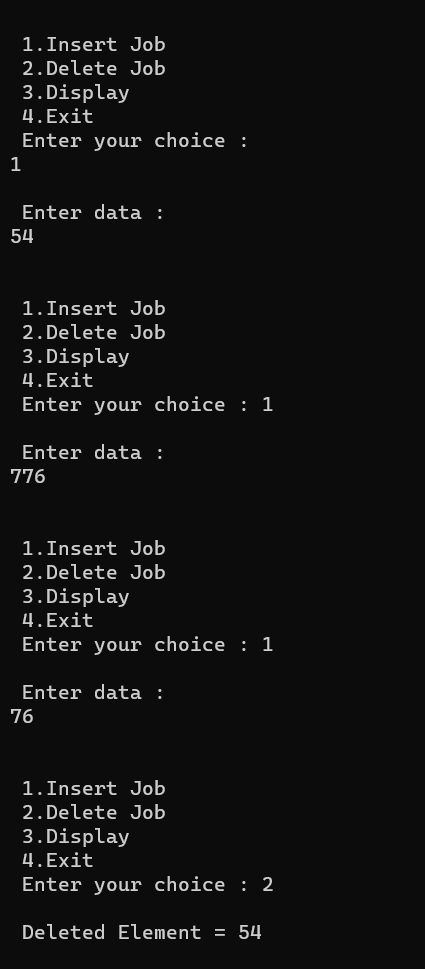 1.Insert Job
2.Delete Job
3.Display
4.Exit
Enter your choice :
1
Enter data :
54
1.Insert Job
2.Delete Job
3.Display
4.Exit
Enter your choice : 1
Enter data :
776
1.Insert Job
2.Delete Job
3.Display
4.Exit
Enter your choice : 1
Enter data :
76
1.Insert Job
2.Delete Job
3.Display
4.Exit
Enter your choice : 2
Deleted Element = 54